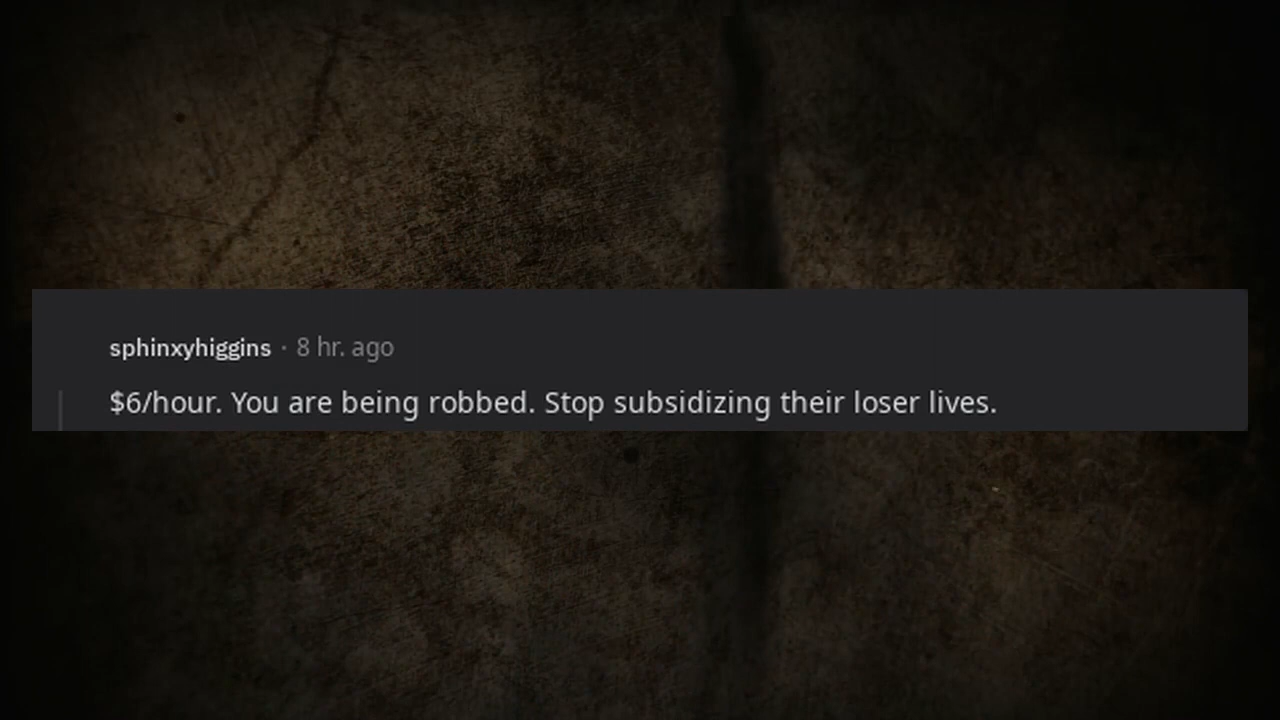 sphinxyhiggins · 8 hr. ago
$6/hour. You are being robbed. Stop subsidizing their loser lives.